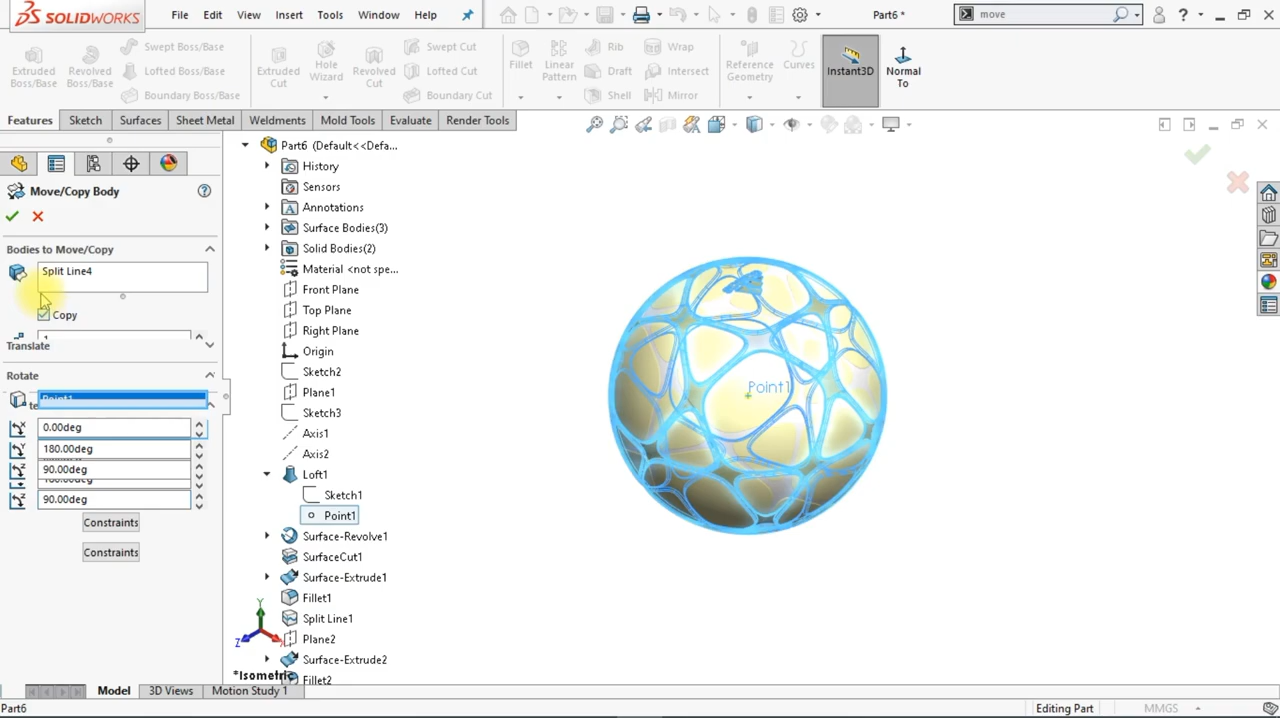 SOLIDWORKS
File Edit View Insert Tools Window Help
Part6 *
move
?
Extruded Boss/Base
Revolved Boss/Base
Swept Boss/Base
Lofted Boss/Base
Boundary Boss/Base
Extruded Cut
Hole Wizard
Revolved Cut
Swept Cut
Lofted Cut
Boundary Cut
Fillet
Linear Pattern
Rib
Draft
Shell
Wrap
Intersect
Mirror
Reference Geometry
Curves
Instant3D
Normal To
Features Sketch Surfaces Sheet Metal Weldments Mold Tools Evaluate Render Tools
Move/Copy Body
?
Bodies to Move/Copy
Split Line4
Copy
1
Translate
Rotate
Point1
0.00deg
180.00deg
90.00deg
90.00deg
Constraints
Constraints
Part6 (Default<<Defa...
History
Sensors
Annotations
Surface Bodies(3)
Solid Bodies(2)
Material <not spe...
Front Plane
Top Plane
Right Plane
Origin
Sketch2
Plane1
Sketch3
Axis1
Axis2
Loft1
Sketch1
Point1
Surface-Revolve1
SurfaceCut1
Surface-Extrude1
Fillet1
Split Line1
Plane2
Surface-Extrude2
Fillet2
Point1
Y
Z
*Isometric
Model 3D Views Motion Study 1
Part6
Editing Part
MMGS